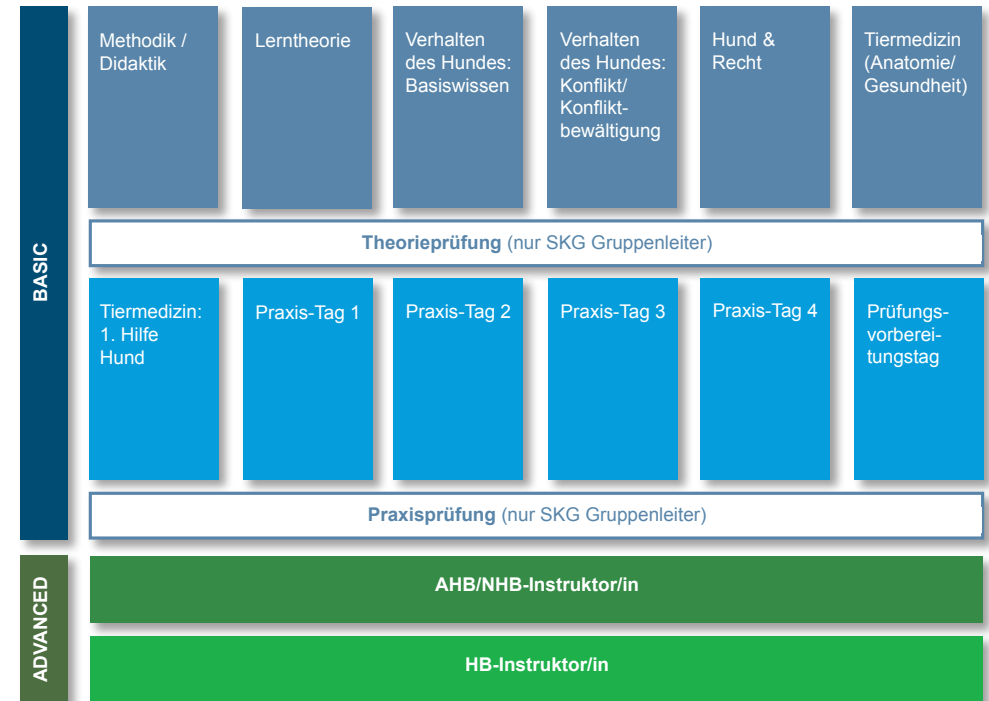 BASIC
Methodik /
Didaktik
Lerntheorie
Verhalten
des Hundes:
Basiswissen
Verhalten
des Hundes:
Konflikt/
Konflikt-
bewältigung
Hund &
Recht
Tiermedizin
(Anatomie/
Gesundheit)
Theorieprüfung (nur SKG Gruppenleiter)
Tiermedizin:
1. Hilfe
Hund
Praxis-Tag 1
Praxis-Tag 2
Praxis-Tag 3
Praxis-Tag 4
Prüfungs-
vorberei-
tungstag
Praxisprüfung (nur SKG Gruppenleiter)
ADVANCED
AHB/NHB-Instruktor/in
HB-Instruktor/in